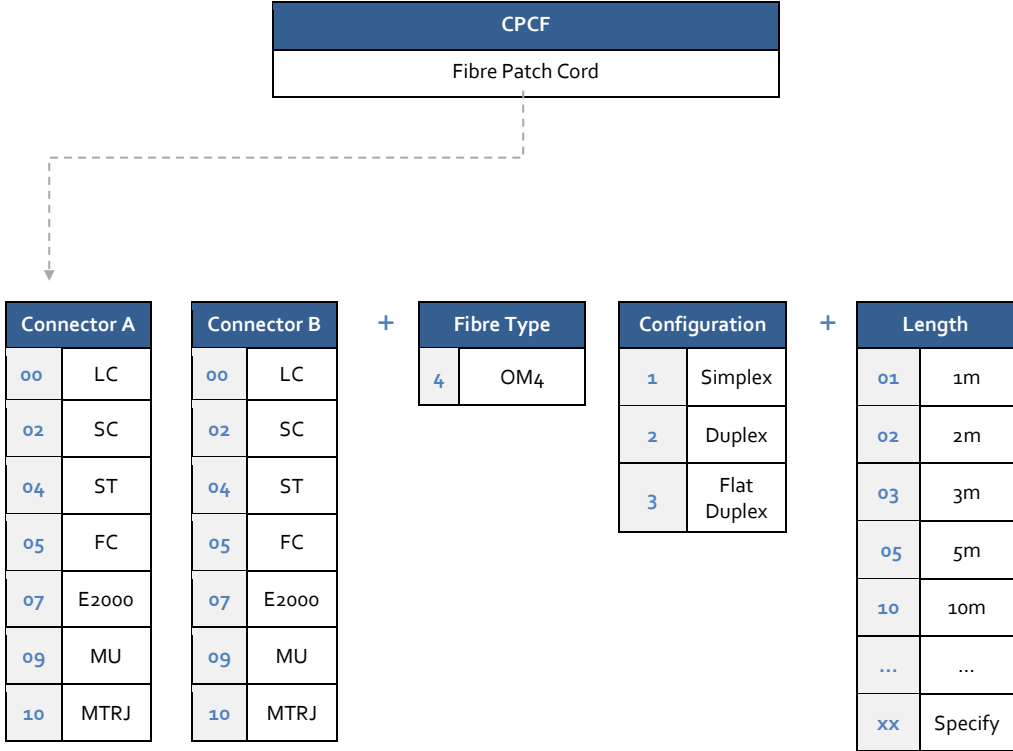 CPCF
Fibre Patch Cord
Connector A
00 LC
02 SC
04 ST
05 FC
07 E2000
09 MU
10 MTRJ
Connector B
00 LC
02 SC
04 ST
05 FC
07 E2000
09 MU
10 MTRJ
+
Fibre Type
4 OM4
Configuration
1 Simplex
2 Duplex
3 Flat
Duplex
+
Length
01 1m
02 2m
03 3m
05 5m
10 10m
... ...
xx Specify